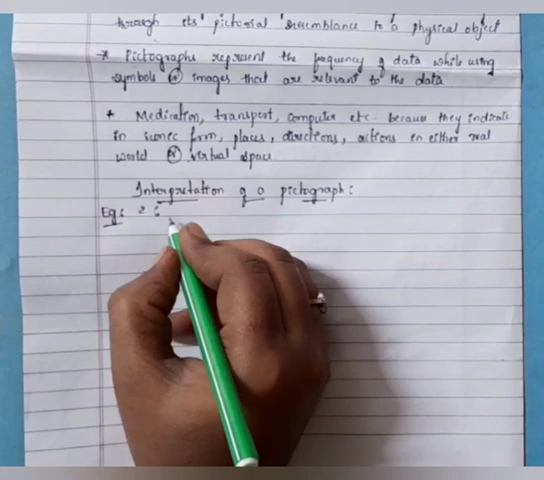 through its pictorial resemblance to a physical object
* Pictographs represent the frequency of data while using
symbols or images that are relevant to the data
* Medication, transport, computer etc. because they indicate
in iconic form, places, directions, actions in either real
world or virtual space
Interpretation of a pictograph:
Eg: 2: